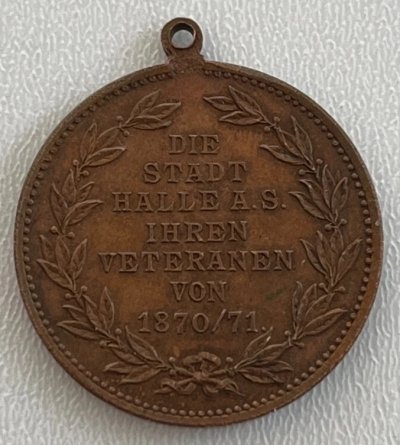 DIE
STADT
HALLE A.S.
IHREN
VETERANEN
VON
1870/71.